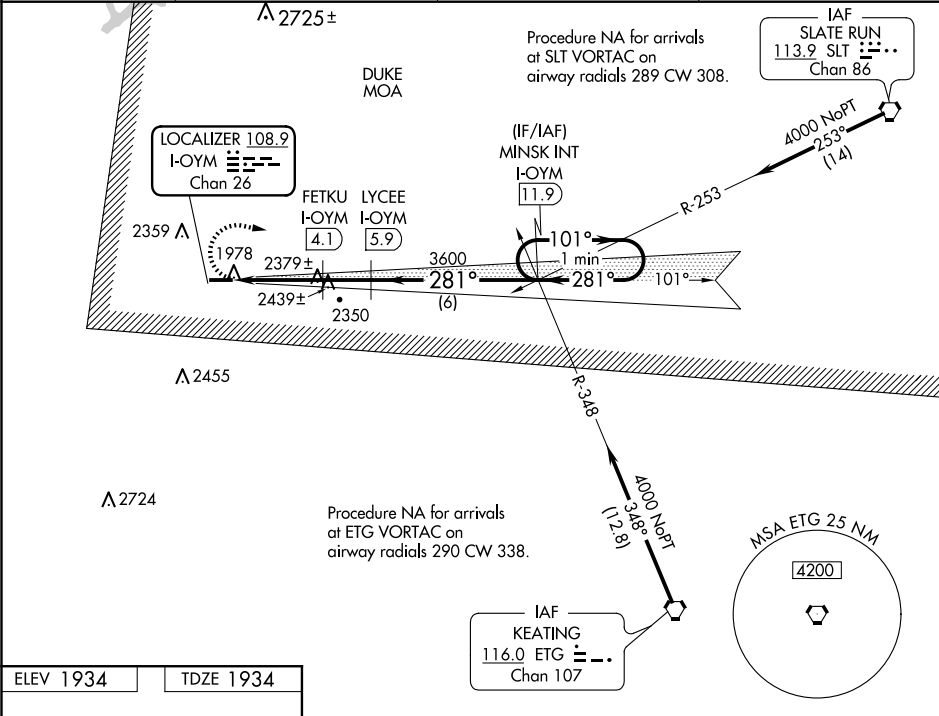 2725±
IAF
SLATE RUN
113.9 SLT
Chan 86
Procedure NA for arrivals
at SLT VORTAC on
airway radials 289 CW 308.
DUKE
MOA
4000 NoPT
253°
(14)
LOCALIZER 108.9
I-OYM
Chan 26
(IF/IAF)
MINSK INT
I-OYM
11.9
FETKU
I-OYM
4.1
LYCEE
I-OYM
5.9
R-253
2359
1978
2379±
2439±
2350
3600
281°
(6)
101°
1 min
281°
101°
2455
R-348
2724
4000 NoPT
348°
(12.8)
Procedure NA for arrivals
at ETG VORTAC on
airway radials 290 CW 338.
MSA ETG 25 NM
4200
IAF
KEATING
116.0 ETG
Chan 107
ELEV 1934
TDZE 1934